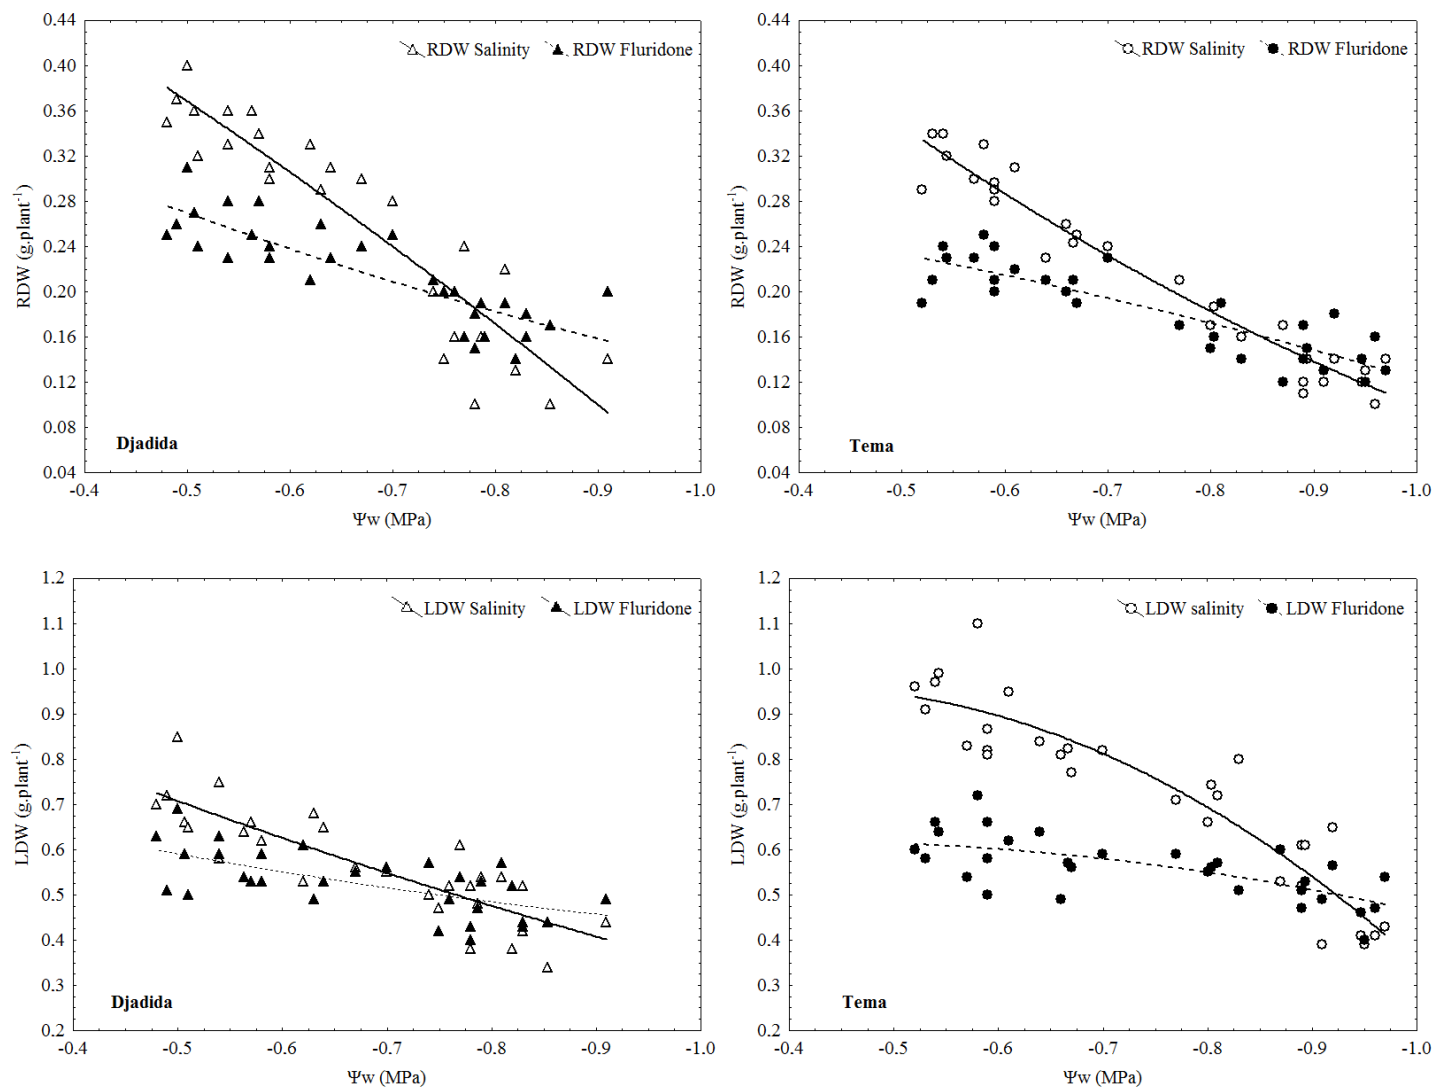 RDW Salinity RDW Fluridone
0.44
0.40
0.36
0.32
0.28
0.24
0.20
0.16
0.12
0.08
0.04
RDW (g.plant-1)
Djadida
-0.4 -0.5 -0.6 -0.7 -0.8 -0.9 -1.0
Ψw (MPa)
RDW Salinity RDW Fluridone
0.44
0.40
0.36
0.32
0.28
0.24
0.20
0.16
0.12
0.08
0.04
RDW (g.plant-1)
Tema
-0.4 -0.5 -0.6 -0.7 -0.8 -0.9 -1.0
Ψw (MPa)
LDW Salinity LDW Fluridone
1.2
1.1
1.0
0.9
0.8
0.7
0.6
0.5
0.4
0.3
0.2
LDW (g.plant-1)
Djadida
-0.4 -0.5 -0.6 -0.7 -0.8 -0.9 -1.0
Ψw (MPa)
LDW salinity LDW Fluridone
1.2
1.1
1.0
0.9
0.8
0.7
0.6
0.5
0.4
0.3
0.2
LDW (g.plant-1)
Tema
-0.4 -0.5 -0.6 -0.7 -0.8 -0.9 -1.0
Ψw (MPa)